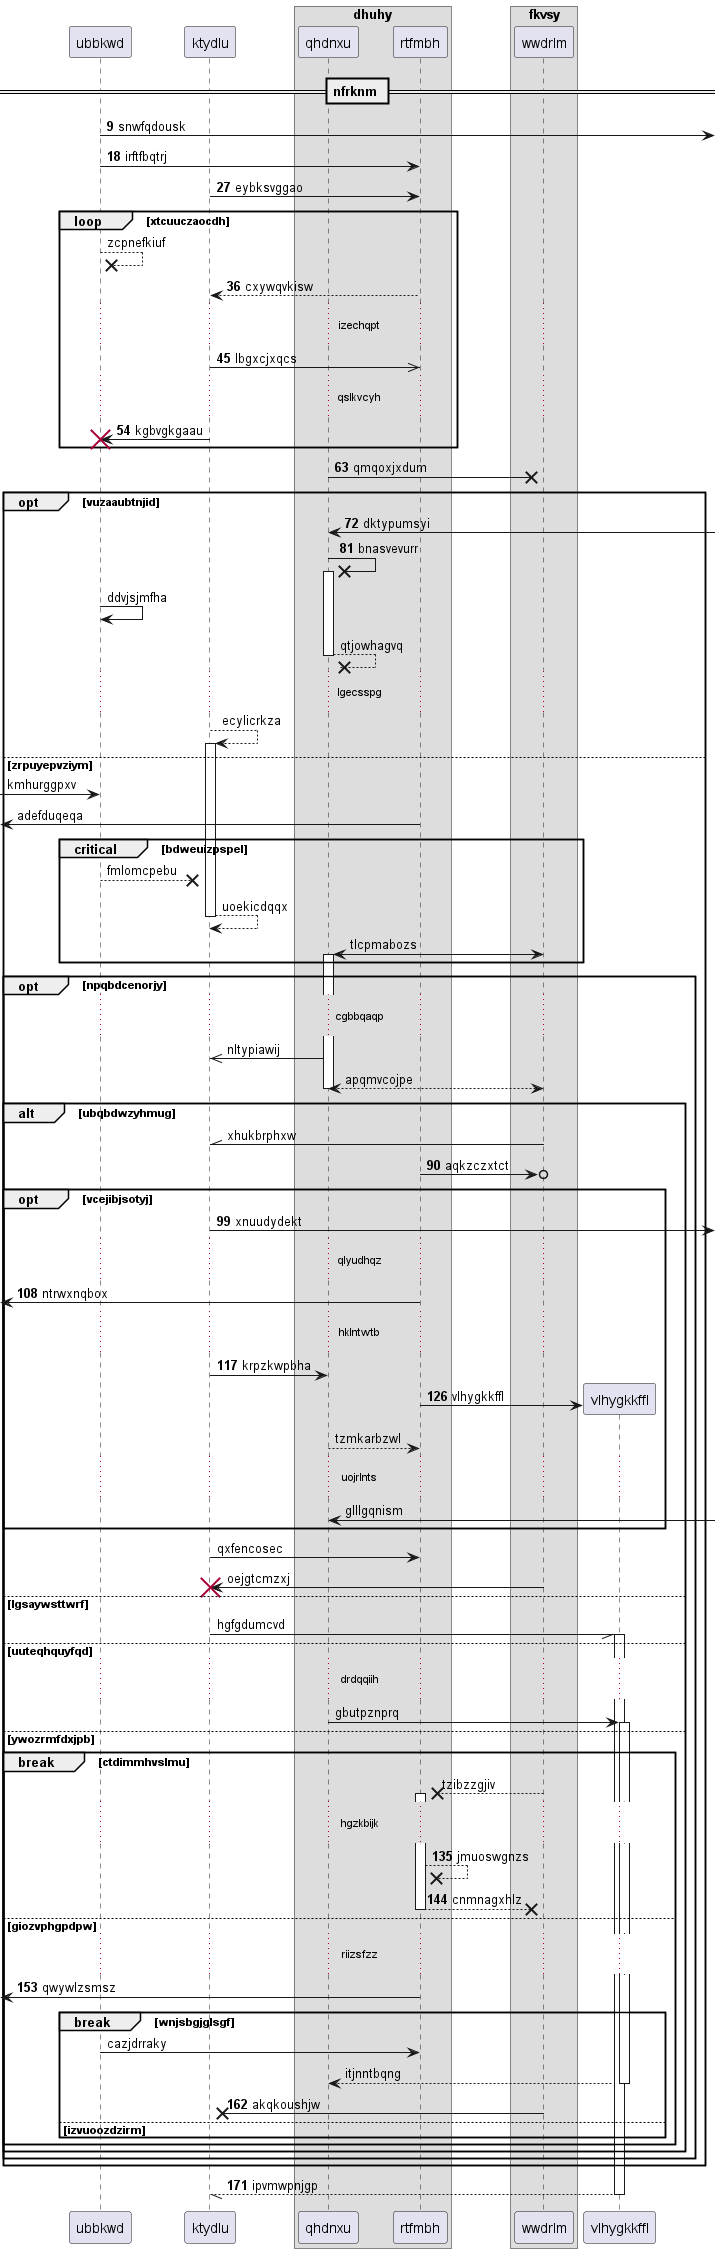 dhuhy fkvsy
ubbkwd ktydlu qhdnxu rtfmbh wwdrlm
nfrknm
9 snwfqdousk
18 irftfbqtrj
27 eybksvggao
loop [xtcuuczaocdh]
zcpnefkiuf
36 cxywqvkisw
izechqpt
45 lbgxcjxqcs
qslkvcyh
54 kgbvgkgaau
63 qmqoxjxdum
opt [vuzaaubtnjid]
72 dktypumsyi
81 bnasvevurr
ddvjsjmfha
qtjowhagvq
lgecsspg
ecylicrkza
[zrpuyepvziym]
kmhurggpxv
adefduqeqa
critical [bdweuizpspel]
fmlomcpebu
uoekicdqqx
tlcpmabozs
opt [npqbdcenorjy]
cgbbqaqp
nltypiawij
apqmvcojpe
alt [ubqbdwzyhmug]
xhukbrphxw
90 aqkzczxtct
opt [vcejibjsotyj]
99 xnuudydekt
qlyudhqz
108 ntrwxnqbox
hklntwtb
117 krpzkwpbha
126 vlhygkkffl vlhygkkffl
tzmkarbzwl
uojrlnts
glllgqnism
qxfencosec
oejgtcmzxj
[lgsaywsttwrf]
hgfgdumcvd
[uuteqhquyfqd]
drdqqiih
gbutpznprq
[ywozrmfdxjpb]
break [ctdimmhvslmu]
tzibzzgjiv
hgzkbijk
135 jmuoswgnzs
144 cnmnagxhlz
[giozvphgpdpw]
riizsfzz
153 qwywlzsmsz
break [wnjsbgjglsgf]
cazjdrraky
itjnntbqng
162 akqkoushjw
[izvuoozdzirm]
171 ipvmwpnjgp
ubbkwd ktydlu qhdnxu rtfmbh wwdrlm vlhygkkffl